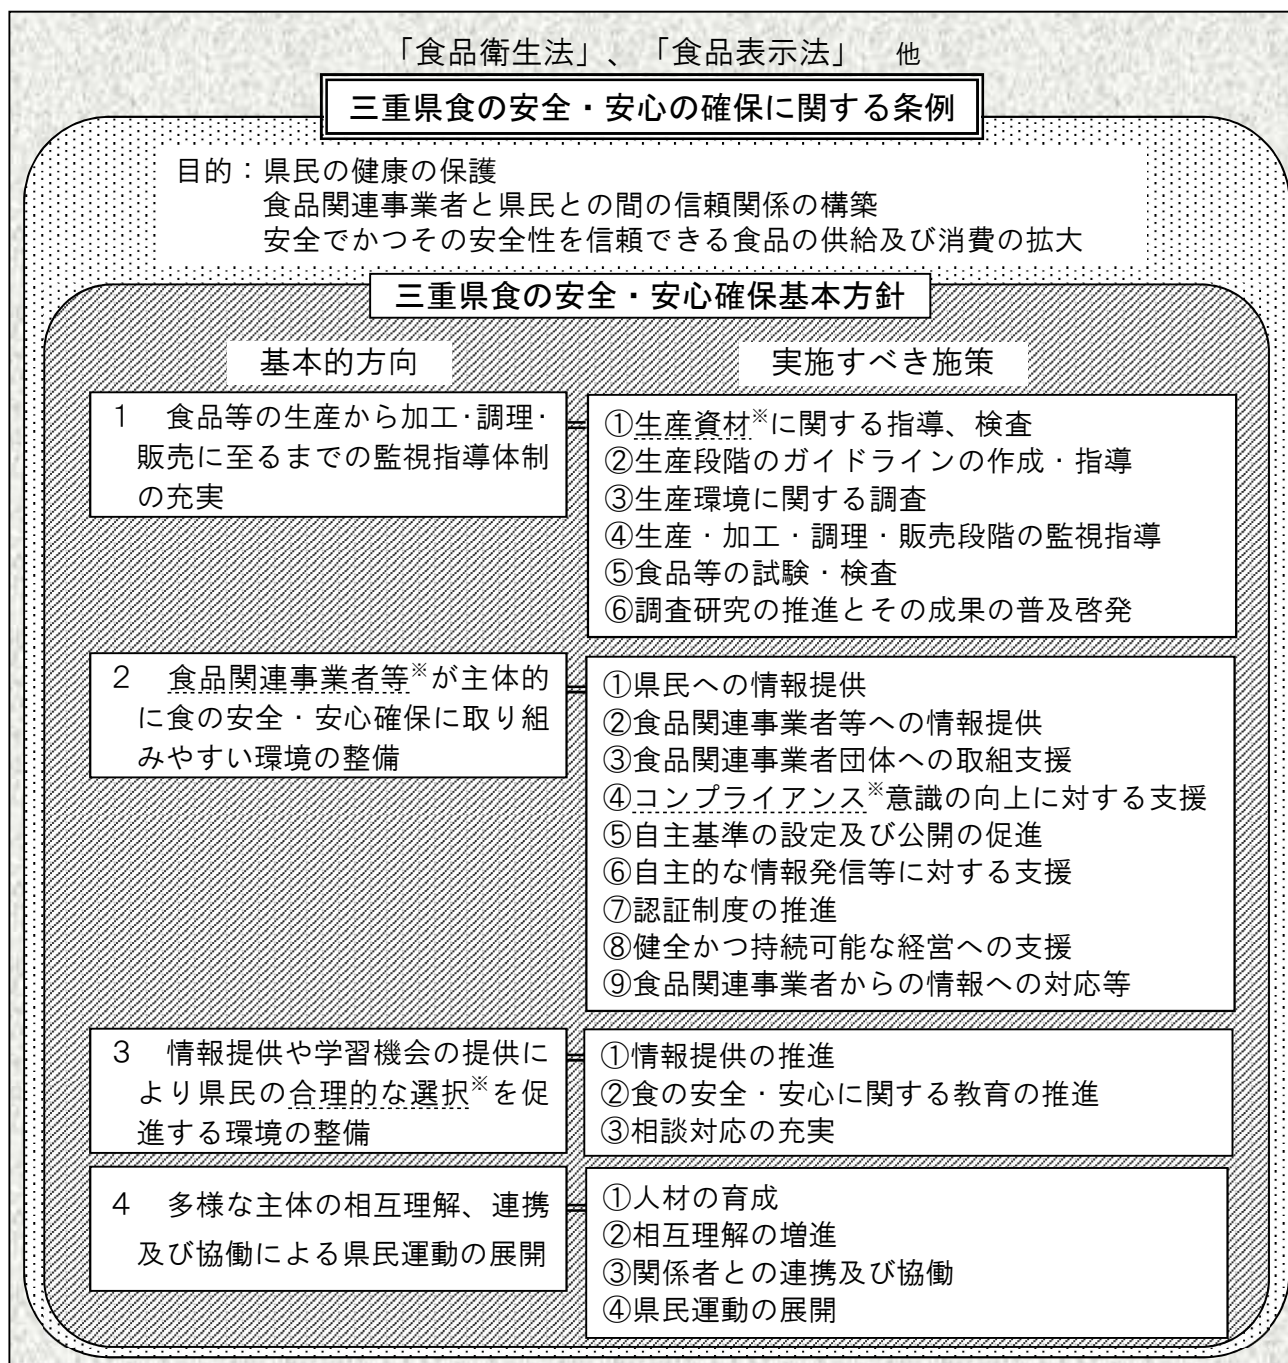 「食品衛生法」、「食品表示法」　他
三重県食の安全・安心の確保に関する条例
目的：県民の健康の保護
食品関連事業者と県民との間の信頼関係の構築
安全でかつその安全性を信頼できる食品の供給及び消費の拡大
三重県食の安全・安心確保基本方針
基本的方向
実施すべき施策
１　食品等の生産から加工・調理・
販売に至るまでの監視指導体制
の充実
①生産資材※に関する指導、検査
②生産段階のガイドラインの作成・指導
③生産環境に関する調査
④生産・加工・調理・販売段階の監視指導
⑤食品等の試験・検査
⑥調査研究の推進とその成果の普及啓発
２　食品関連事業者等※が主体的
に食の安全・安心確保に取り組
みやすい環境の整備
①県民への情報提供
②食品関連事業者等への情報提供
③食品関連事業者団体への取組支援
④コンプライアンス※意識の向上に対する支援
⑤自主基準の設定及び公開の促進
⑥自主的な情報発信等に対する支援
⑦認証制度の推進
⑧健全かつ持続可能な経営への支援
⑨食品関連事業者からの情報への対応等
３　情報提供や学習機会の提供に
より県民の合理的な選択※を促
進する環境の整備
①情報提供の推進
②食の安全・安心に関する教育の推進
③相談対応の充実
４　多様な主体の相互理解、連携
及び協働による県民運動の展開
①人材の育成
②相互理解の増進
③関係者との連携及び協働
④県民運動の展開